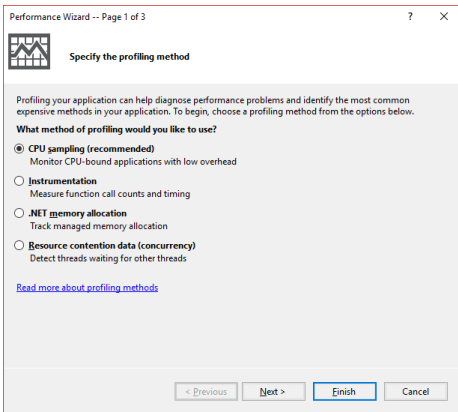 Performance Wizard -- Page 1 of 3
?
Specify the profiling method
Profiling your application can help diagnose performance problems and identify the most common
expensive methods in your application. To begin, choose a profiling method from the options below.
What method of profiling would you like to use?
CPU sampling (recommended)
Monitor CPU-bound applications with low overhead
Instrumentation
Measure function call counts and timing
.NET memory allocation
Track managed memory allocation
Resource contention data (concurrency)
Detect threads waiting for other threads
Read more about profiling methods
< Previous Next > Finish Cancel